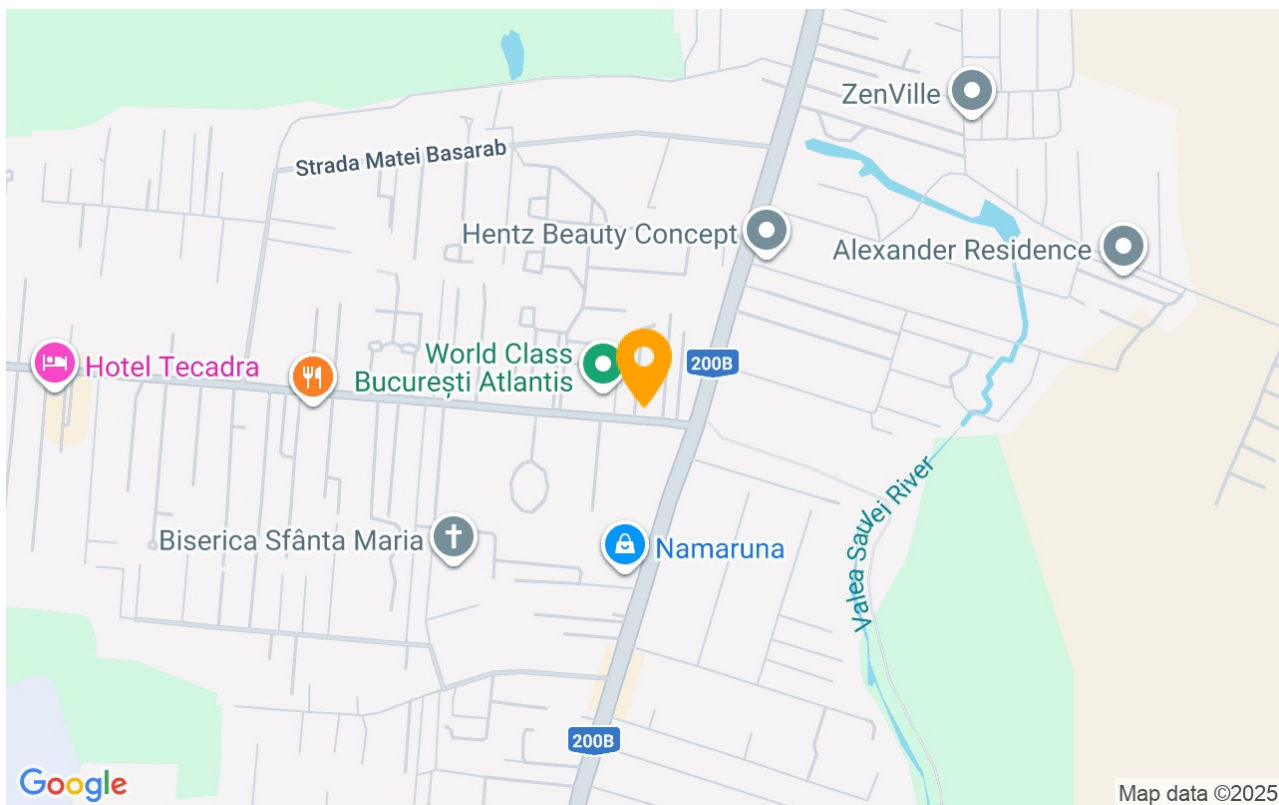 ZenVille
Strada Matei Basarab
Hentz Beauty Concept
Alexander Residence
World Class
București Atlantis
200B
Hotel Tecadra
Valea Saulei River
Biserica Sfânta Maria
Namaruna
200B
Google
Map data ©2025